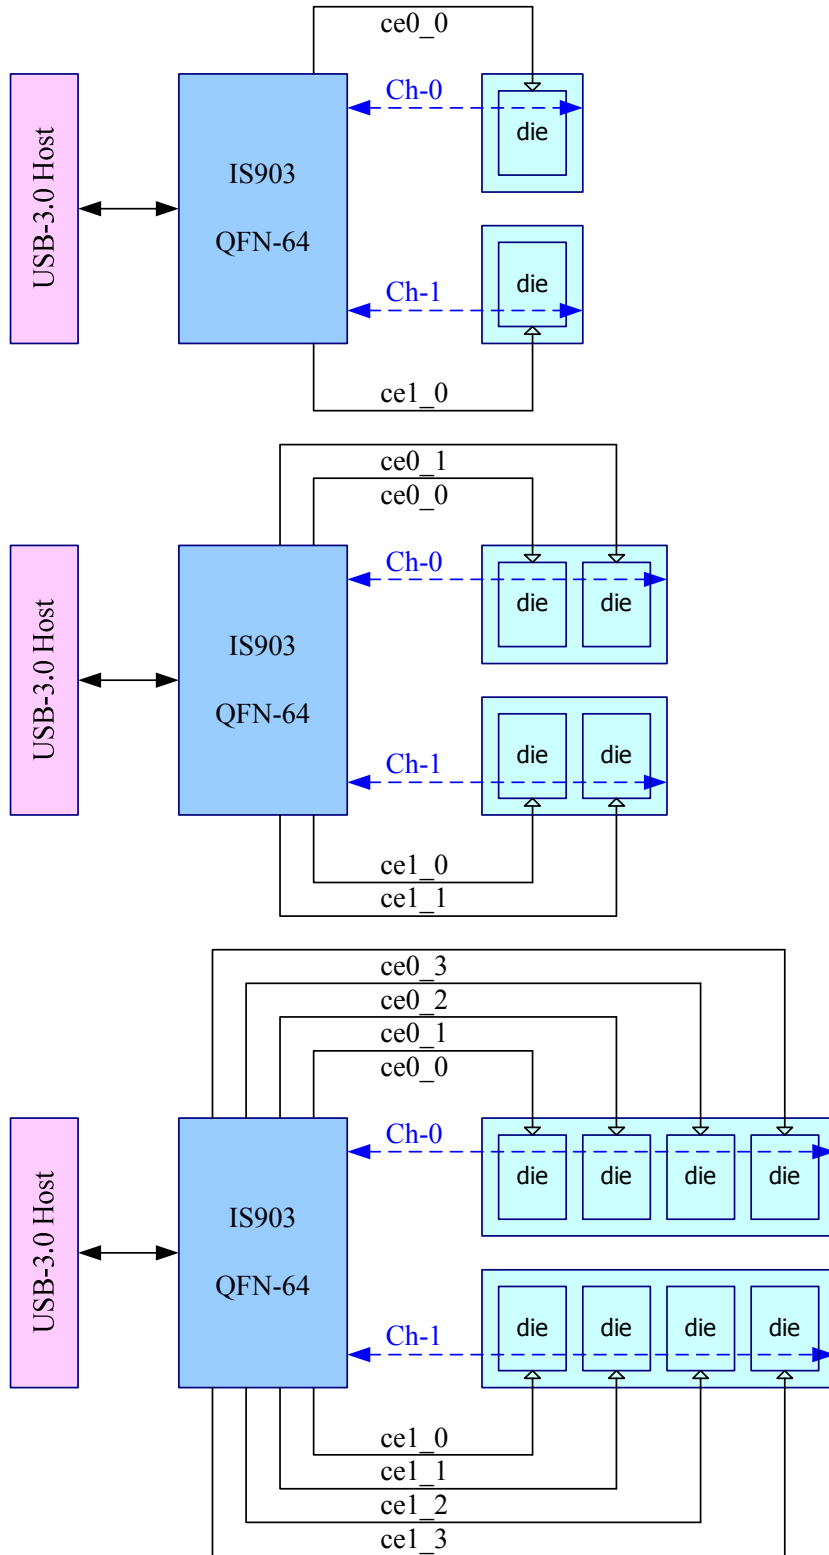 ce0_0
Ch-0
die
USB-3.0 Host
IS903
QFN-64
die
Ch-1
ce1_0
ce0_1
ce0_0
Ch-0
die die
USB-3.0 Host
IS903
QFN-64
die die
Ch-1
ce1_0
ce1_1
ce0_3
ce0_2
ce0_1
ce0_0
Ch-0
die die die die
USB-3.0 Host
IS903
QFN-64
die die die die
Ch-1
ce1_0
ce1_1
ce1_2
ce1_3